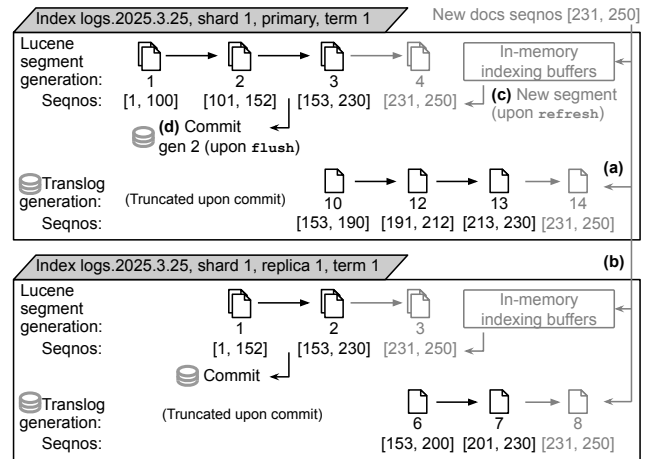 Index logs.2025.3.25, shard 1, primary, term 1
New docs seqnos [231, 250]
Lucene
segment
generation:
1 2 3 4
In-memory
indexing buffers
Seqnos: [1, 100] [101, 152] [153, 230] [231, 250]
(c) New segment
(upon refresh)
(d) Commit
gen 2 (upon flush)
(a)
Translog
generation:
(Truncated upon commit)
10 12 13 14
Seqnos: [153, 190] [191, 212] [213, 230] [231, 250]
(b)
Index logs.2025.3.25, shard 1, replica 1, term 1
Lucene
segment
generation:
1 2 3
In-memory
indexing buffers
Seqnos: [1, 152] [153, 230] [231, 250]
Commit
Translog
generation:
(Truncated upon commit)
6 7 8
Seqnos: [153, 200] [201, 230] [231, 250]